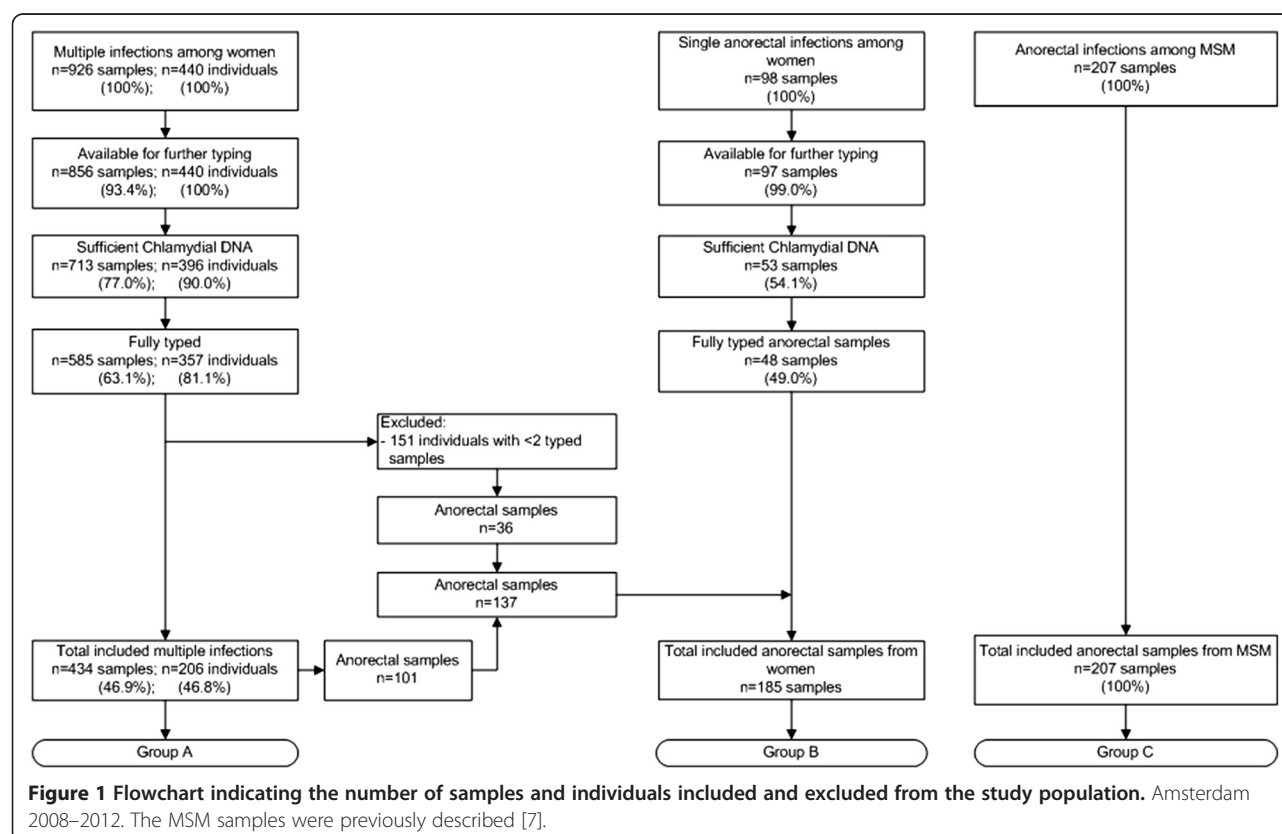 Multiple infections among women
n=926 samples; n=440 individuals
(100%); (100%)
Available for further typing
n=856 samples; n=440 individuals
(93.4%); (100%)
Sufficient Chlamydial DNA
n=713 samples; n=396 individuals
(77.0%); (90.0%)
Fully typed
n=585 samples; n=357 individuals
(63.1%); (81.1%)
Excluded:
- 151 individuals with <2 typed
samples
Anorectal samples
n=36
Anorectal samples
n=137
Anorectal samples
n=101
Total included multiple infections
n=434 samples; n=206 individuals
(46.9%); (46.8%)
Group A
Single anorectal infections among
women
n=98 samples
(100%)
Available for further typing
n=97 samples
(99.0%)
Sufficient Chlamydial DNA
n=53 samples
(54.1%)
Fully typed anorectal samples
n=48 samples
(49.0%)
Total included anorectal samples from
women
n=185 samples
Group B
Anorectal infections among MSM
n=207 samples
(100%)
Total included anorectal samples from MSM
n=207 samples
(100%)
Group C
Figure 1 Flowchart indicating the number of samples and individuals included and excluded from the study population. Amsterdam
2008–2012. The MSM samples were previously described [7].